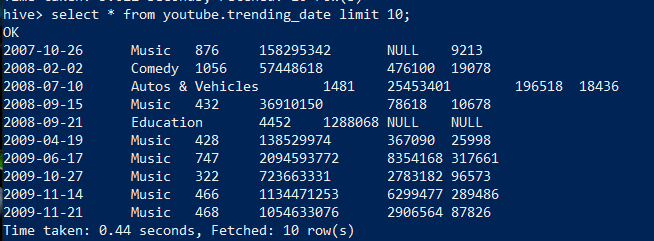 hive> select * from youtube.trending_date limit 10;
OK
2007-10-26 Music 876 158295342 NULL 9213
2008-02-02 Comedy 1056 57448618 476100 19078
2008-07-10 Autos & Vehicles 1481 25453401 196518 18436
2008-09-15 Music 432 36910150 78618 10678
2008-09-21 Education 4452 1288068 NULL NULL
2009-04-19 Music 428 138529974 367090 25998
2009-06-17 Music 747 2094593772 8354168 317661
2009-10-27 Music 322 723663331 2783182 96573
2009-11-14 Music 466 1134471253 6299477 289486
2009-11-21 Music 468 1054633076 2906564 87826
Time taken: 0.44 seconds, Fetched: 10 row(s)